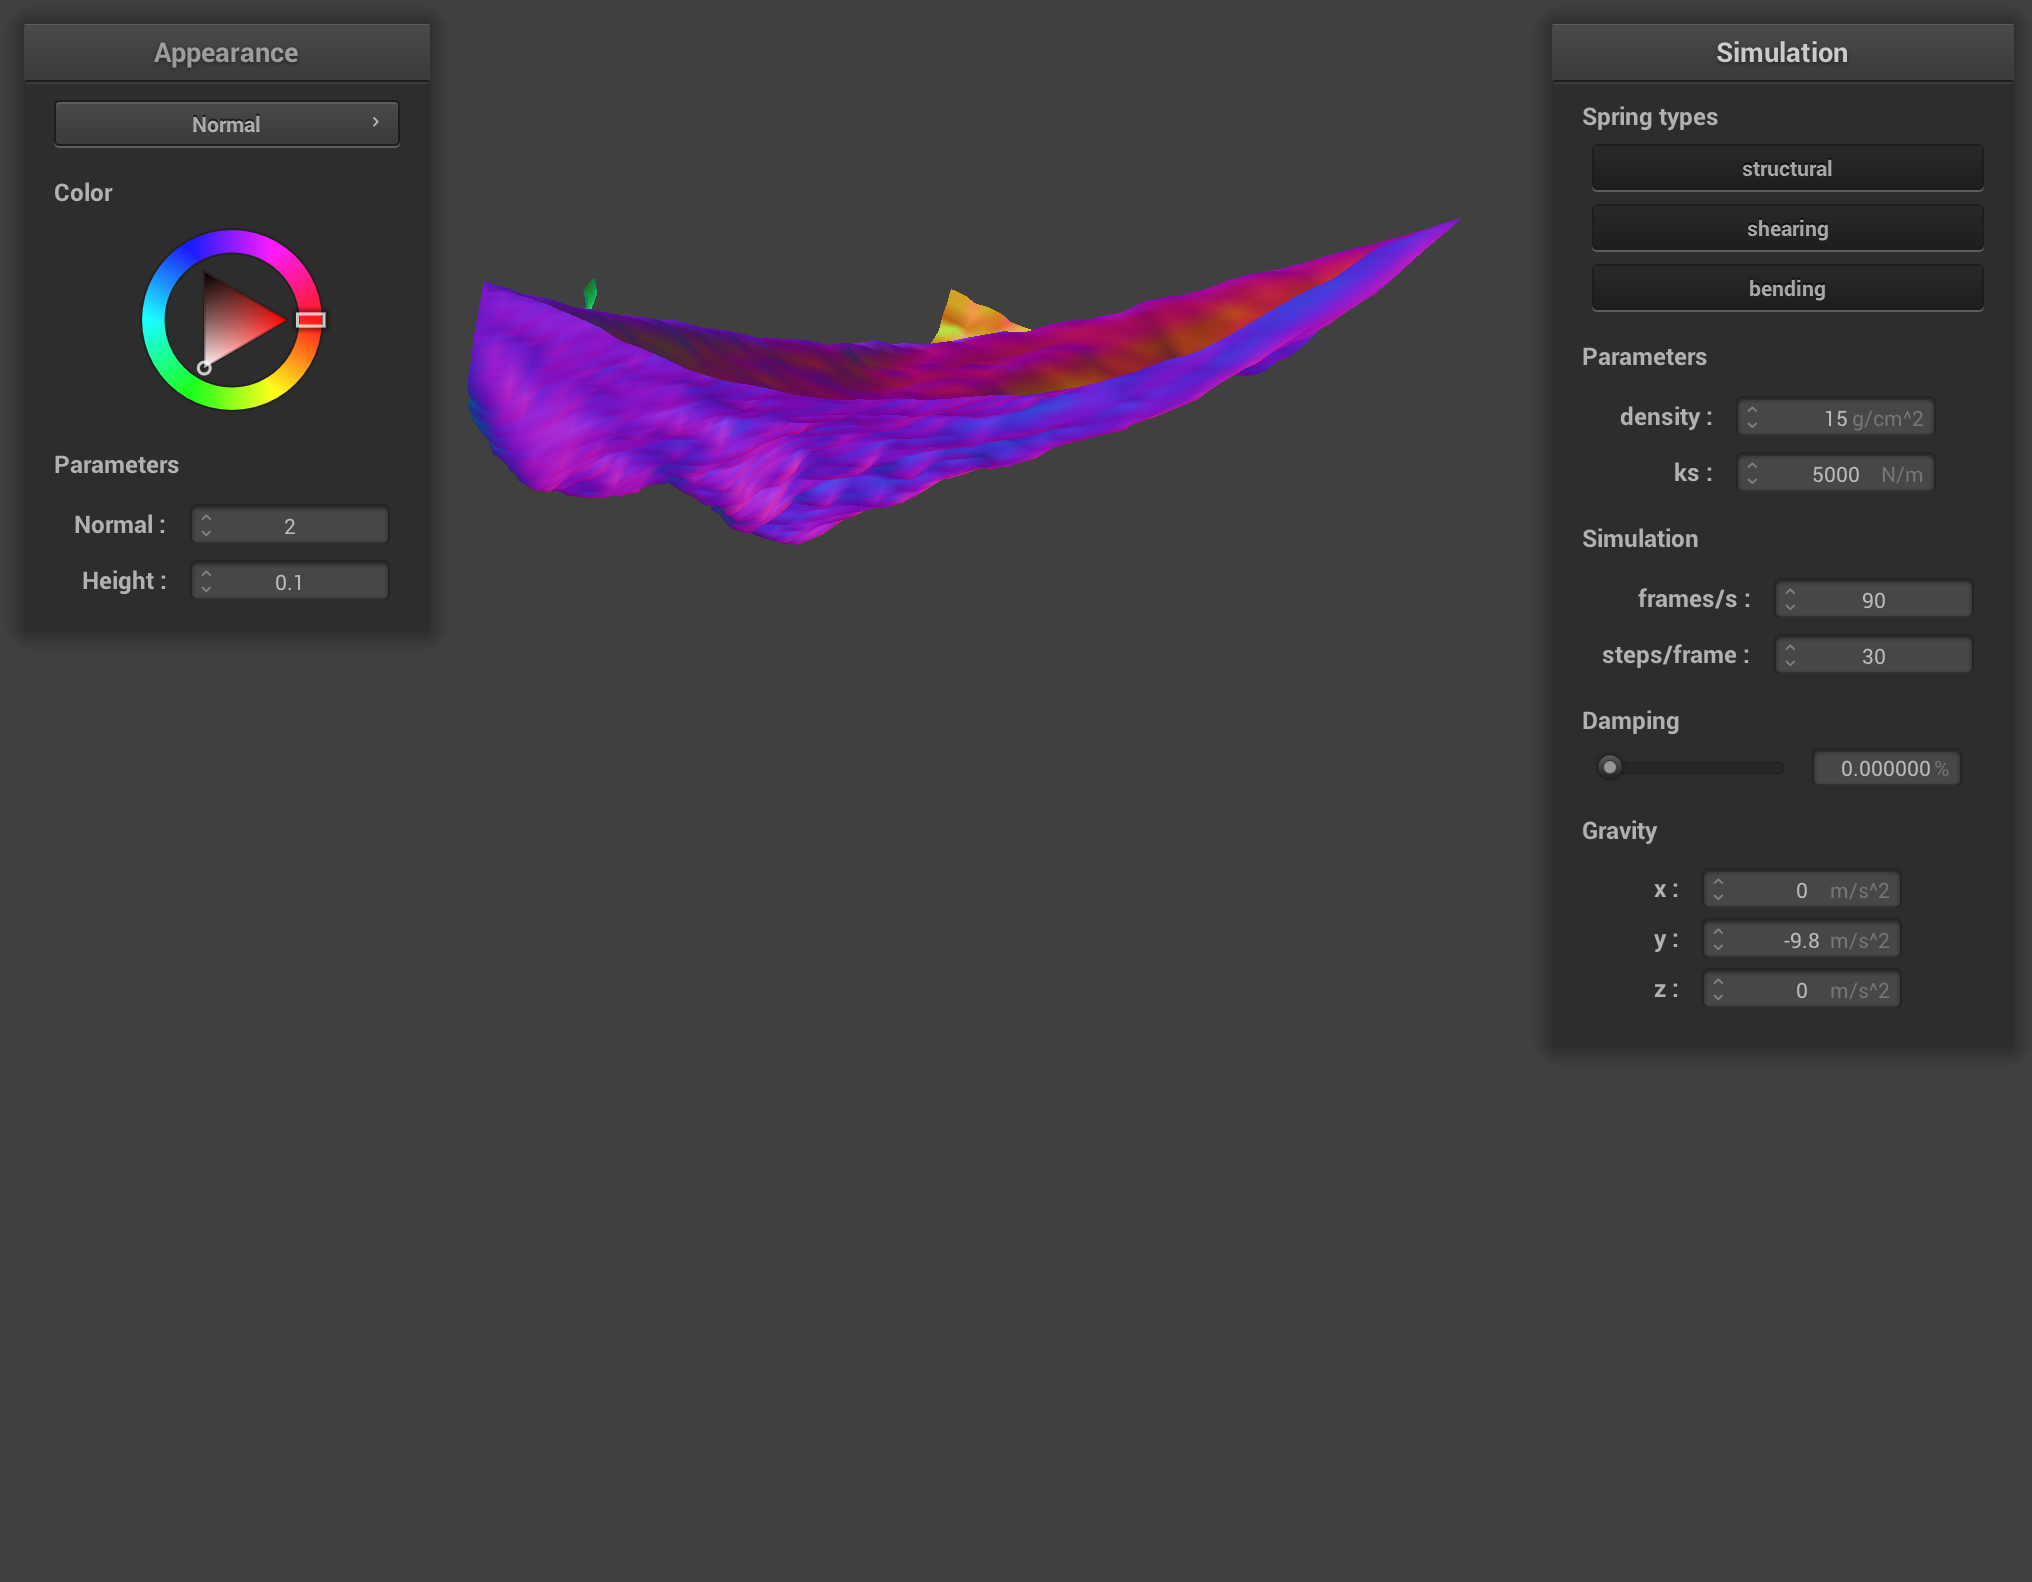 Appearance
Normal
Color
Parameters
Normal : 2
Height : 0.1
Simulation
Spring types
structural
shearing
bending
Parameters
density : 15 g/cm^2
ks : 5000 N/m
Simulation
frames/s : 90
steps/frame : 30
Damping
0.000000 %
Gravity
x : 0 m/s^2
y : -9.8 m/s^2
z : 0 m/s^2